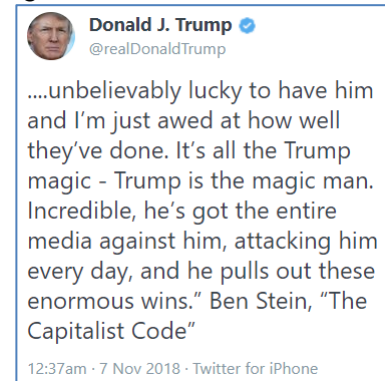 Donald J. Trump
@realDonaldTrump
....unbelievably lucky to have him
and I’m just awed at how well
they’ve done. It’s all the Trump
magic - Trump is the magic man.
Incredible, he’s got the entire
media against him, attacking him
every day, and he pulls out these
enormous wins.” Ben Stein, “The
Capitalist Code”
12:37am · 7 Nov 2018 · Twitter for iPhone